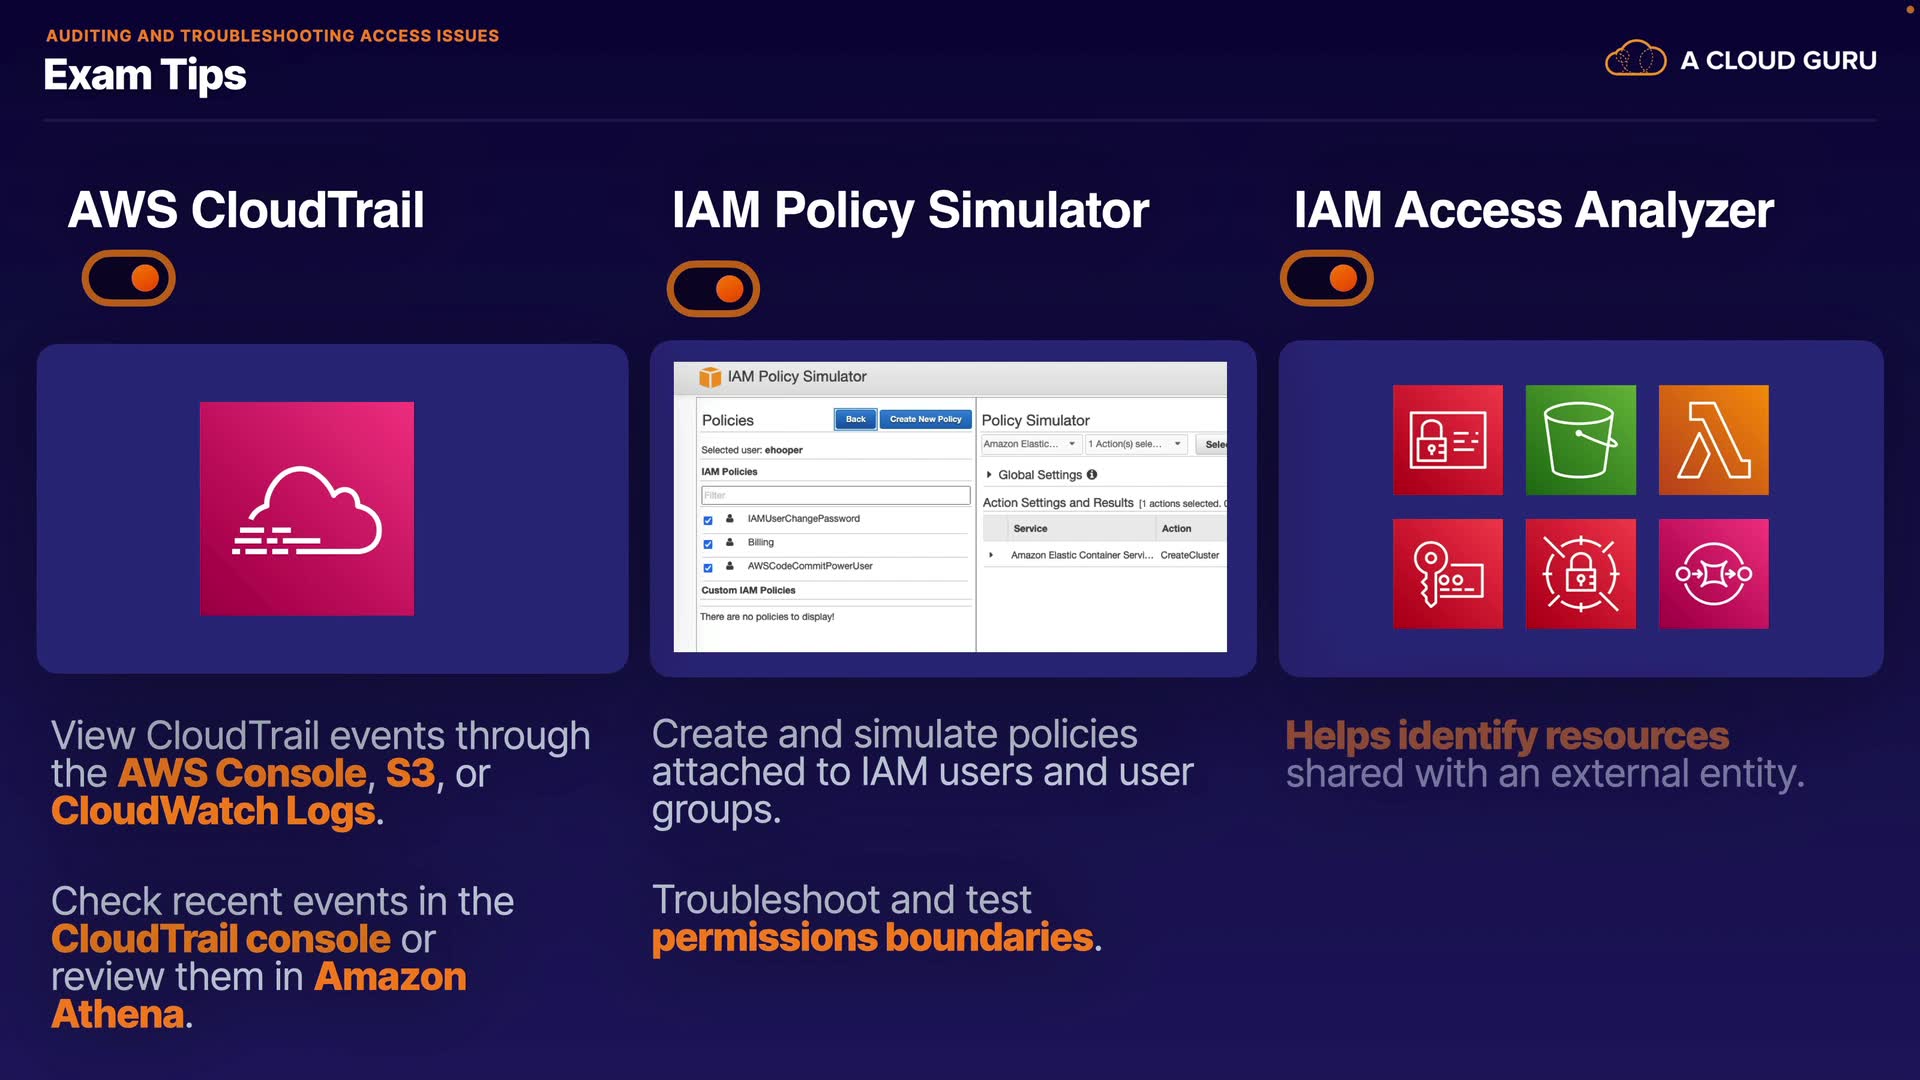 AUDITING AND TROUBLESHOOTING ACCESS ISSUES
Exam Tips
A CLOUD GURU
AWS CloudTrail
IAM Policy Simulator
IAM Access Analyzer
IAM Policy Simulator
Policies
Back
Create New Policy
Selected user: ehooper
IAM Policies
Filter
IAMUserChangePassword
Billing
AWSCodeCommitPowerUser
Custom IAM Policies
There are no policies to display!
Policy Simulator
Amazon Elastic...
1 Action(s) sele...
Global Settings
Action Settings and Results [1 actions selected.
Service Action
Amazon Elastic Container Servi... CreateCluster
View CloudTrail events through
the AWS Console, S3, or
CloudWatch Logs.
Check recent events in the
CloudTrail console or
review them in Amazon
Athena.
Create and simulate policies
attached to IAM users and user
groups.
Troubleshoot and test
permissions boundaries.
Helps identify resources
shared with an external entity.